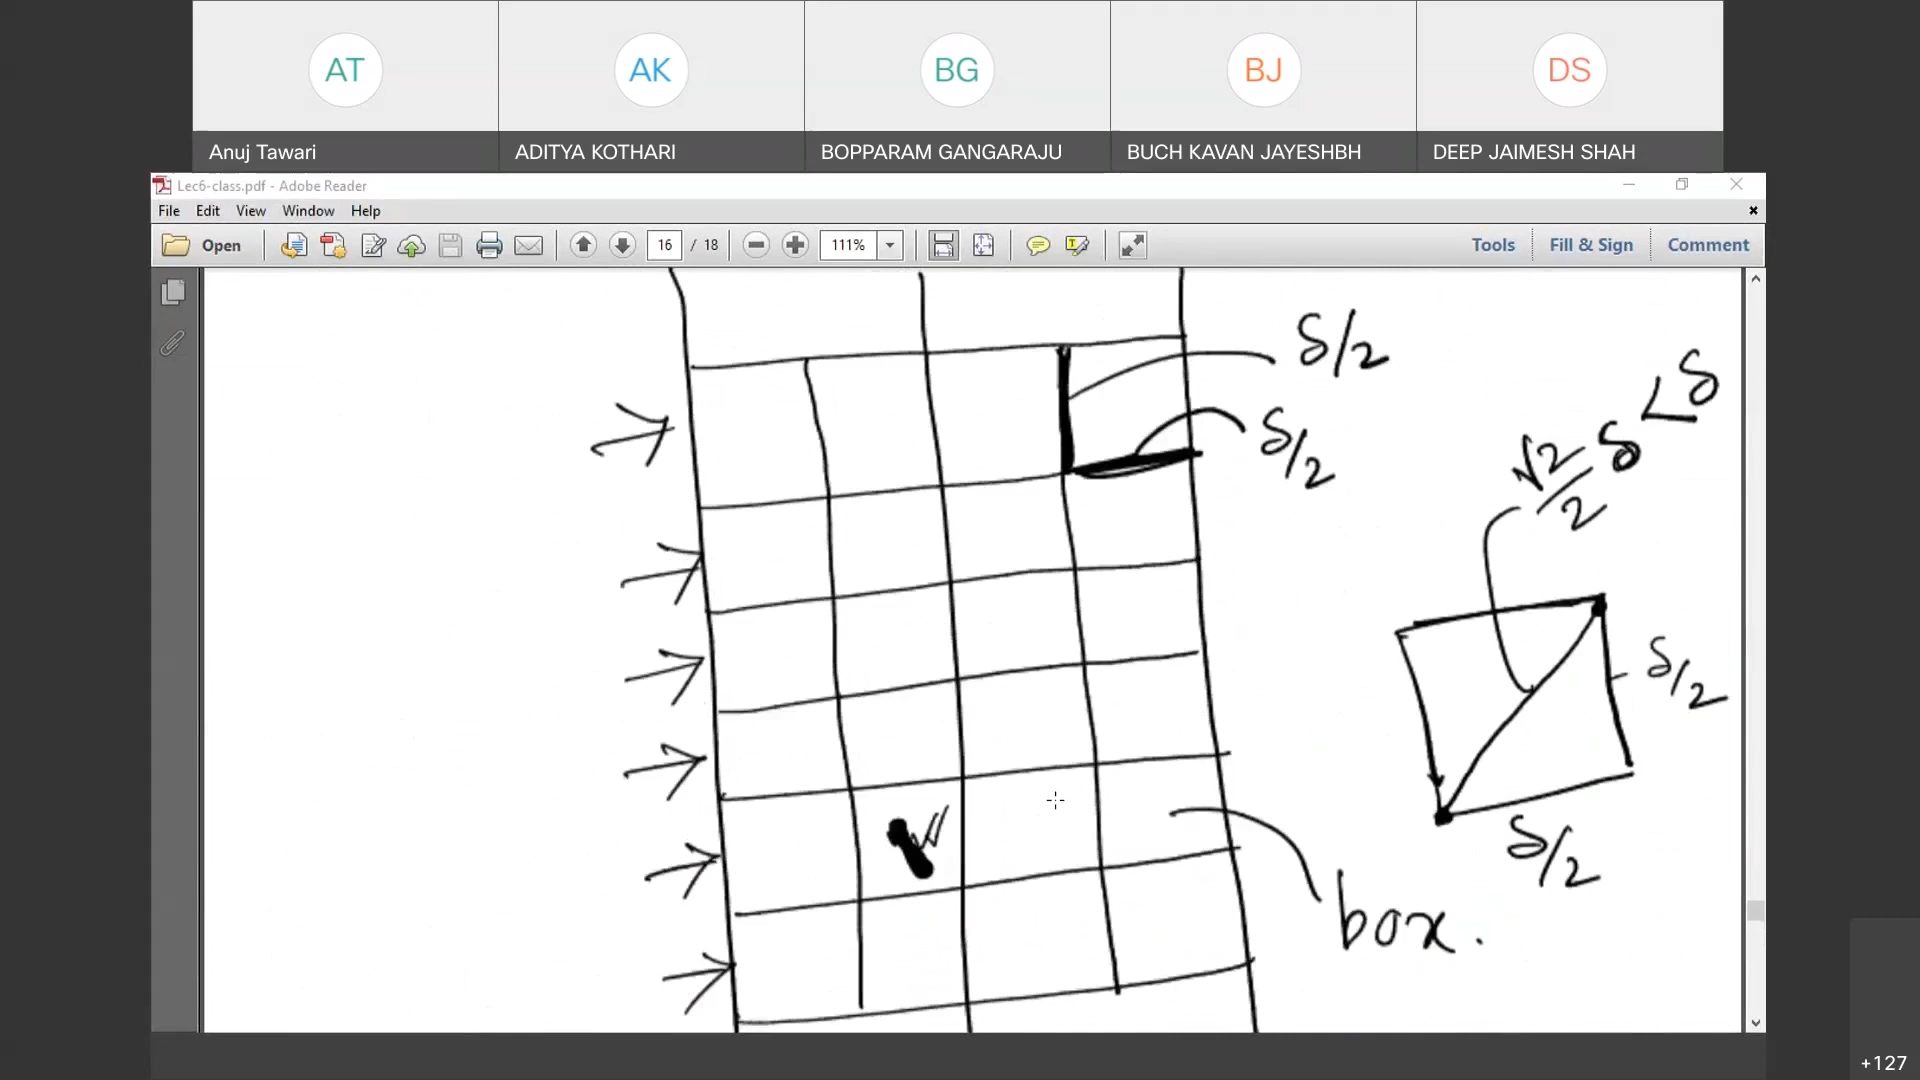 AT
AK
BG
BJ
DS
Anuj Tawari
ADITYA KOTHARI
BOPPARAM GANGARAJU
BUCH KAVAN JAYESHBH
DEEP JAIMESH SHAH
Lec6-class.pdf - Adobe Reader
File Edit View Window Help
Open 16 / 18 111% Tools Fill & Sign Comment
δ/2
δ/2
√2/2 δ < δ
δ/2
δ/2
box.
+127